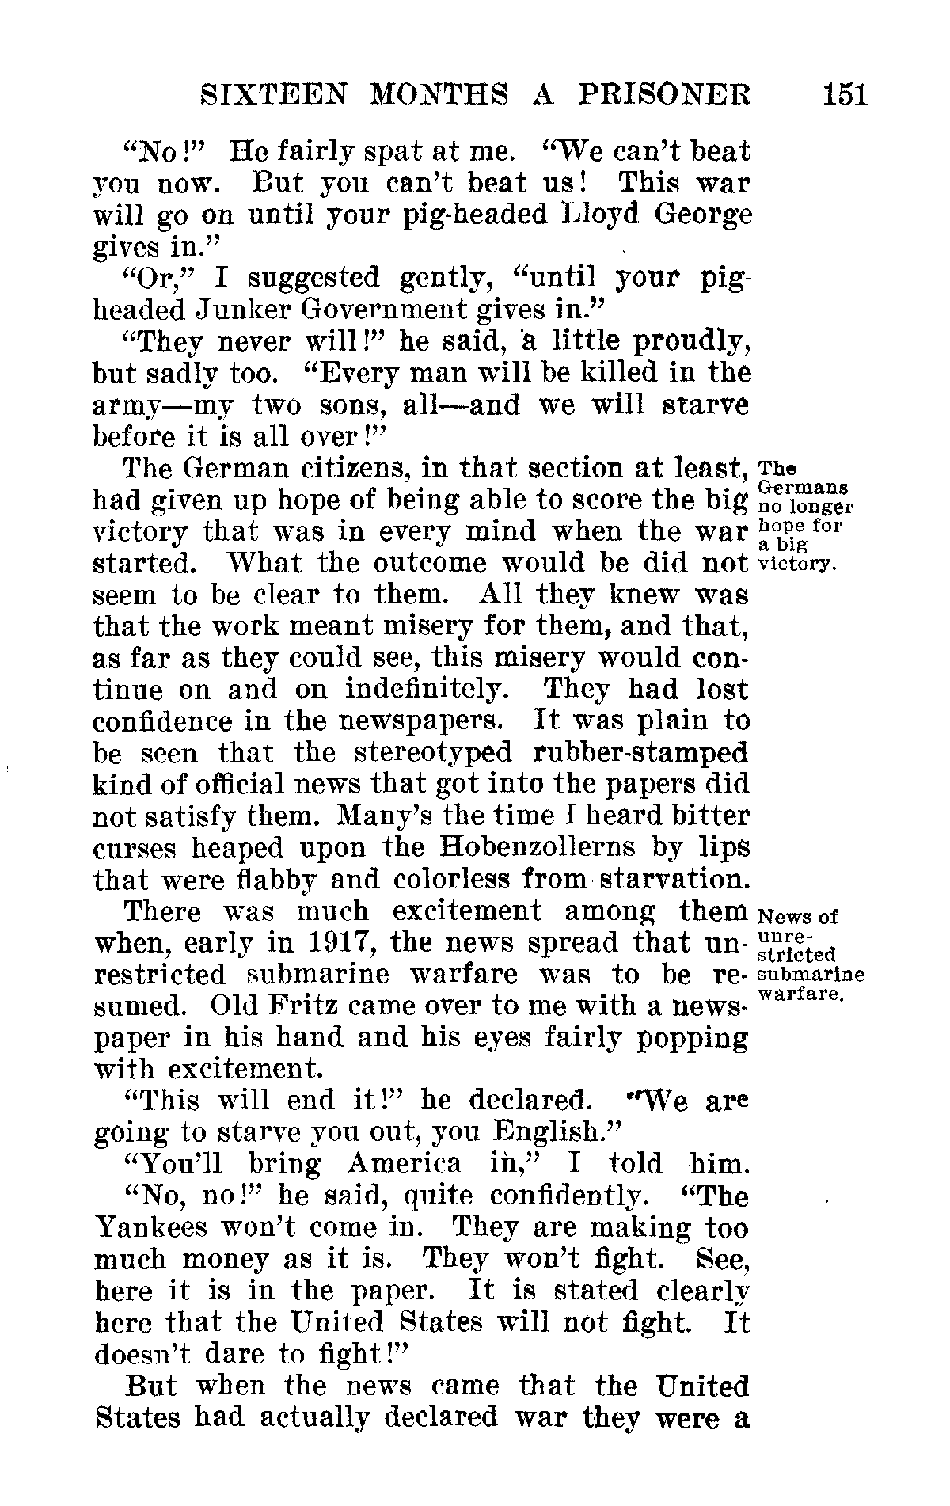 SIXTEEN MONTHS A PRISONER 151
“No!” He fairly spat at me. “We can’t beat
you now. But you can’t beat us! This war
will go on until your pig-headed Lloyd George
gives in.”
“Or,” I suggested gently, “until your pig-
headed Junker Government gives in.”
“They never will!” he said, a little proudly,
but sadly too. “Every man will be killed in the
army—my two sons, all—and we will starve
before it is all over!”
The German citizens, in that section at least,
had given up hope of being able to score the big
victory that was in every mind when the war
started. What the outcome would be did not
seem to be clear to them. All they knew was
that the work meant misery for them, and that,
as far as they could see, this misery would con-
tinue on and on indefinitely. They had lost
confidence in the newspapers. It was plain to
be seen that the stereotyped rubber-stamped
kind of official news that got into the papers did
not satisfy them. Many’s the time I heard bitter
curses heaped upon the Hohenzollerns by lips
that were flabby and colorless from starvation.
The
Germans
no longer
hope for
a big
victory.
There was much excitement among them
when, early in 1917, the news spread that un-
restricted submarine warfare was to be re-
sumed. Old Fritz came over to me with a news-
paper in his hand and his eyes fairly popping
with excitement.
News of
unre-
stricted
submarine
warfare.
“This will end it!” he declared. “We are
going to starve you out, you English.”
“You’ll bring America in,” I told him.
“No, no!” he said, quite confidently. “The
Yankees won’t come in. They are making too
much money as it is. They won’t fight. See,
here it is in the paper. It is stated clearly
here that the United States will not fight. It
doesn’t dare to fight!”
But when the news came that the United
States had actually declared war they were a